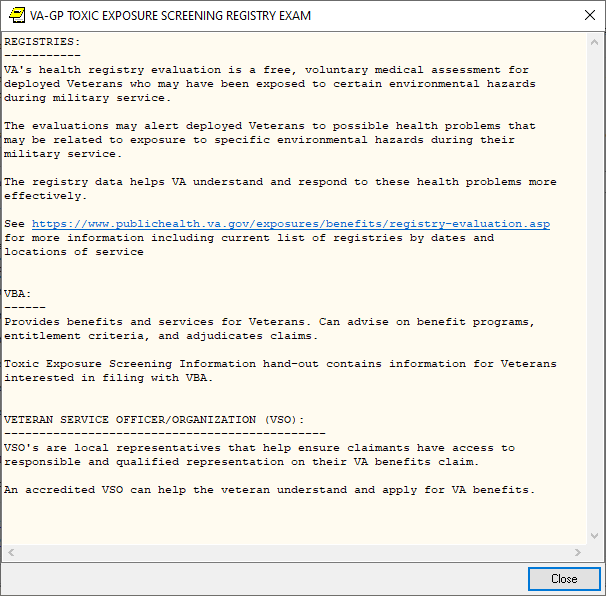 VA-GP TOXIC EXPOSURE SCREENING REGISTRY EXAM
REGISTRIES:
-----------
VA's health registry evaluation is a free, voluntary medical assessment for
deployed Veterans who may have been exposed to certain environmental hazards
during military service.
The evaluations may alert deployed Veterans to possible health problems that
may be related to exposure to specific environmental hazards during their
military service.
The registry data helps VA understand and respond to these health problems more
effectively.
See https://www.publichealth.va.gov/exposures/benefits/registry-evaluation.asp
for more information including current list of registries by dates and
locations of service
VBA:
------
Provides benefits and services for Veterans. Can advise on benefit programs,
entitlement criteria, and adjudicates claims.
Toxic Exposure Screening Information hand-out contains information for Veterans
interested in filing with VBA.
VETERAN SERVICE OFFICER/ORGANIZATION (VSO):
----------------------------------------------
VSO's are local representatives that help ensure claimants have access to
responsible and qualified representation on their VA benefits claim.
An accredited VSO can help the veteran understand and apply for VA benefits.
Close